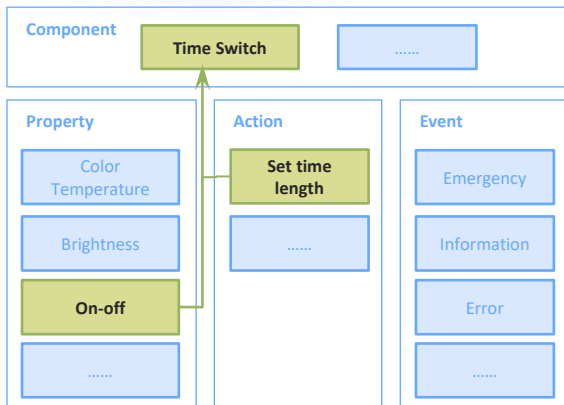 Component
Time Switch
......
Property
Color
Temperature
Brightness
On-off
......
Action
Set time
length
......
Event
Emergency
Information
Error
......